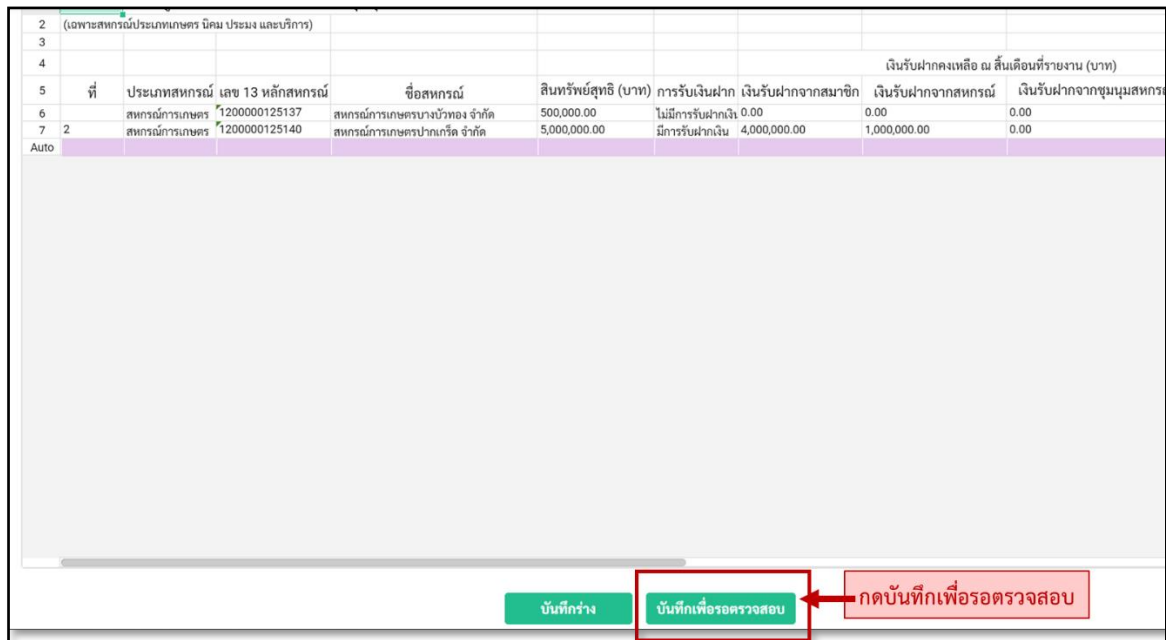 2 (เฉพาะสหกรณ์ประเภทเกษตร นิคม ประมง และบริการ)
3
4 เงินรับฝากคงเหลือ ณ สิ้นเดือนที่รายงาน (บาท)
5 ที่ ประเภทสหกรณ์ เลข 13 หลักสหกรณ์ ชื่อสหกรณ์ สินทรัพย์สุทธิ (บาท) การรับเงินฝาก เงินรับฝากจากสมาชิก เงินรับฝากจากสหกรณ์ เงินรับฝากจากชุมนุมสหกร
6 สหกรณ์การเกษตร 1200000125137 สหกรณ์การเกษตรบางบัวทอง จำกัด 500,000.00 ไม่มีการรับฝากเงิน 0.00 0.00 0.00
7 2 สหกรณ์การเกษตร 1200000125140 สหกรณ์การเกษตรปากเกร็ด จำกัด 5,000,000.00 มีการรับฝากเงิน 4,000,000.00 1,000,000.00 0.00
Auto
บันทึกร่าง บันทึกเพื่อรอตรวจสอบ กดบันทึกเพื่อรอตรวจสอบ